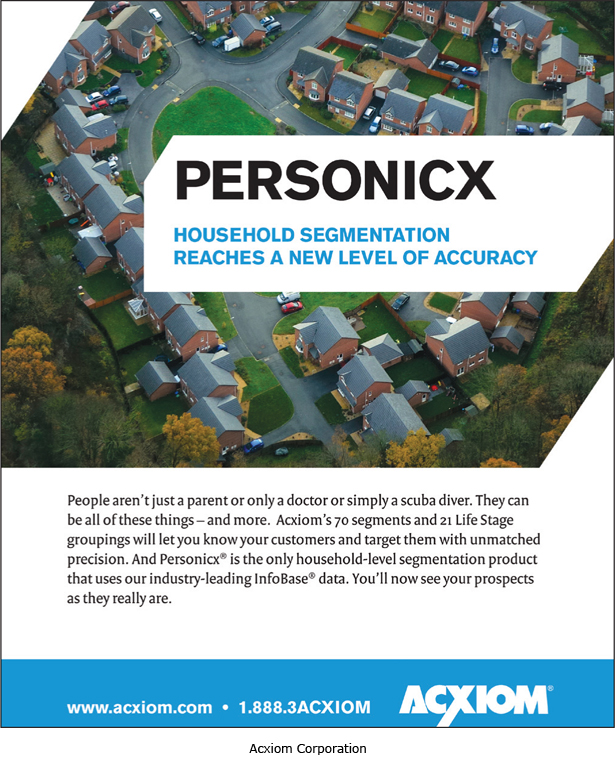 PERSONICX
HOUSEHOLD SEGMENTATION
REACHES A NEW LEVEL OF ACCURACY
People aren’t just a parent or only a doctor or simply a scuba diver. They can
be all of these things – and more.  Acxiom’s 70 segments and 21 Life Stage
groupings will let you know your customers and target them with unmatched
precision. And Personicx® is the only household-level segmentation product
that uses our industry-leading InfoBase® data. You’ll now see your prospects
as they really are.
www.acxiom.com • 1.888.3ACXIOM
ACXIOM®
Acxiom Corporation